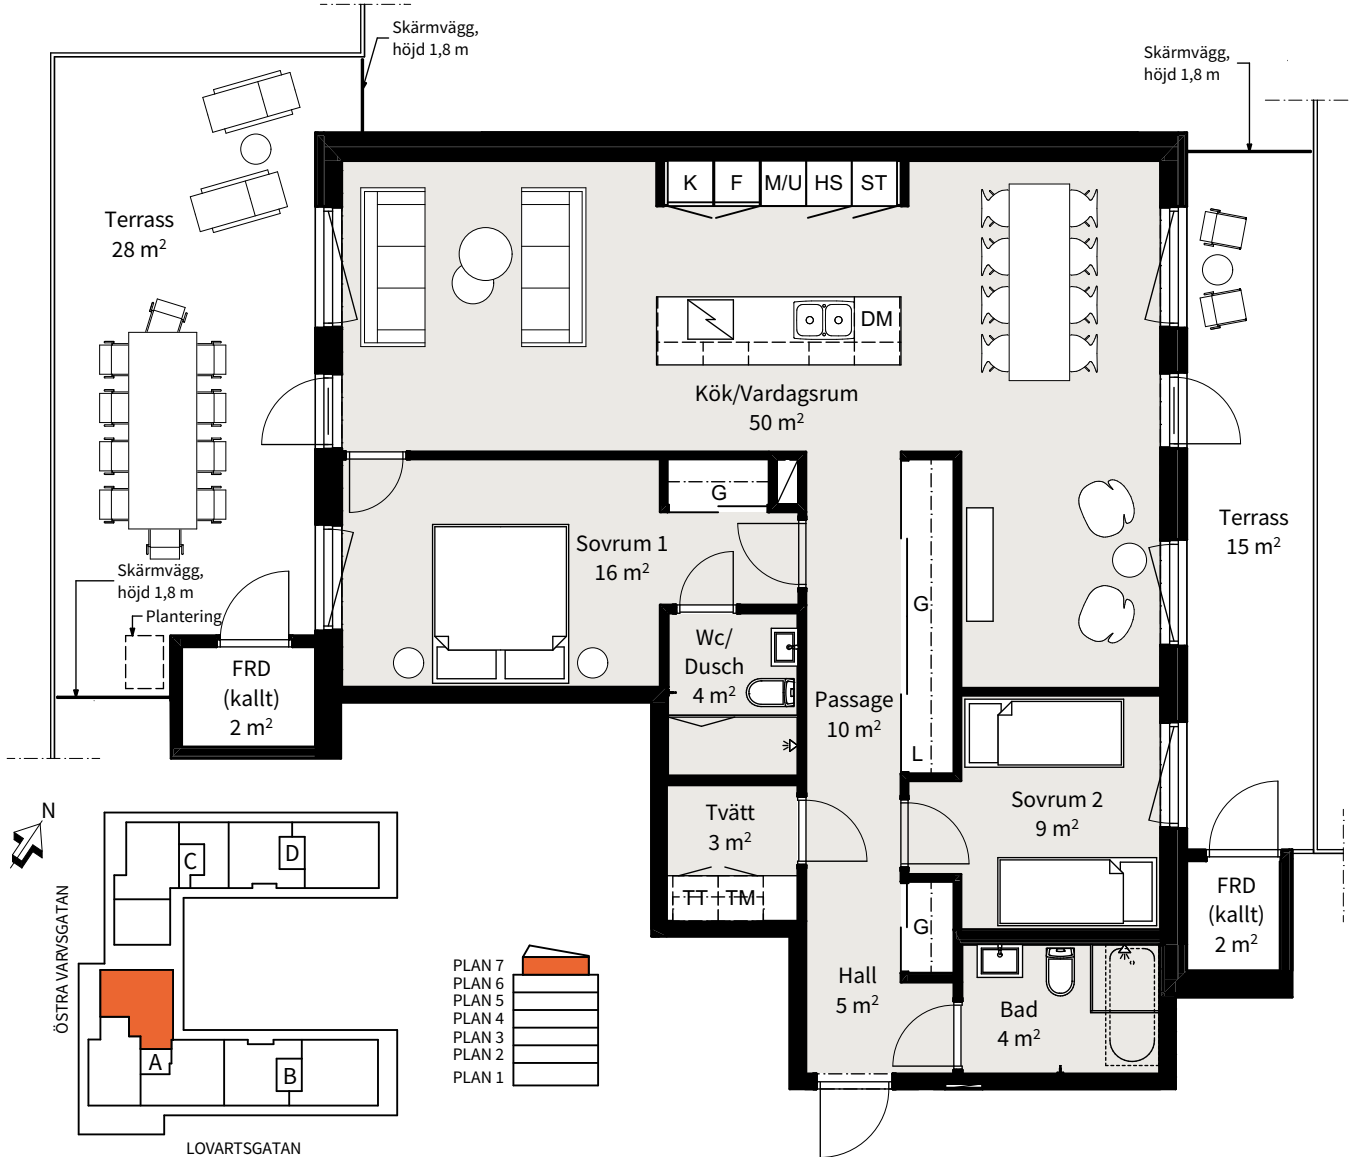 Skärmvägg,
höjd 1,8 m
Skärmvägg,
höjd 1,8 m
K
F
M/U
HS
ST
Terrass
28 m²
DM
Kök/Vardagsrum
50 m²
G
Sovrum 1
16 m²
Terrass
15 m²
Skärmvägg,
höjd 1,8 m
Plantering
G
FRD
(kallt)
2 m²
Wc/
Dusch
4 m²
Passage
10 m²
L
Tvätt
3 m²
Sovrum 2
9 m²
TT
TM
G
FRD
(kallt)
2 m²
Hall
5 m²
Bad
4 m²
N
C
D
ÖSTRA VARVSGATAN
A
B
LOVARTSGATAN
PLAN 7
PLAN 6
PLAN 5
PLAN 4
PLAN 3
PLAN 2
PLAN 1